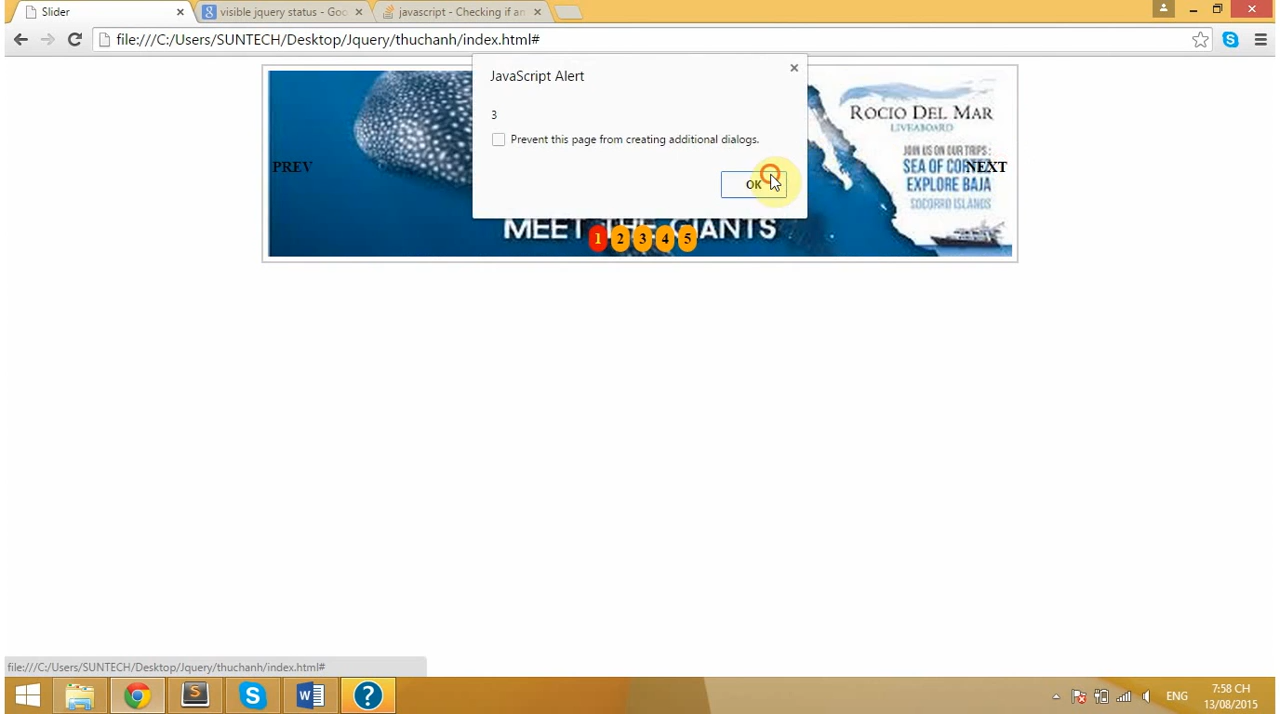 Slider
visible jquery status - Goo
javascript - Checking if an
file:///C:/Users/SUNTECH/Desktop/Jquery/thuchanh/index.html#
JavaScript Alert
3
Prevent this page from creating additional dialogs.
OK
PREV
ROCIO DEL MAR
LIVEABOARD
JOIN US ON OUR TRIPS :
SEA OF CORTEZ
NEXT
EXPLORE BAJA
SOCORRO ISLANDS
MEET THE GIANTS
1 2 3 4 5
file:///C:/Users/SUNTECH/Desktop/Jquery/thuchanh/index.html#
ENG
7:58 CH
13/08/2015